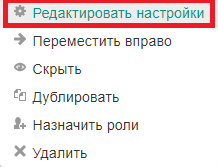 Редактировать настройки
Переместить вправо
Скрыть
Дублировать
Назначить роли
Удалить